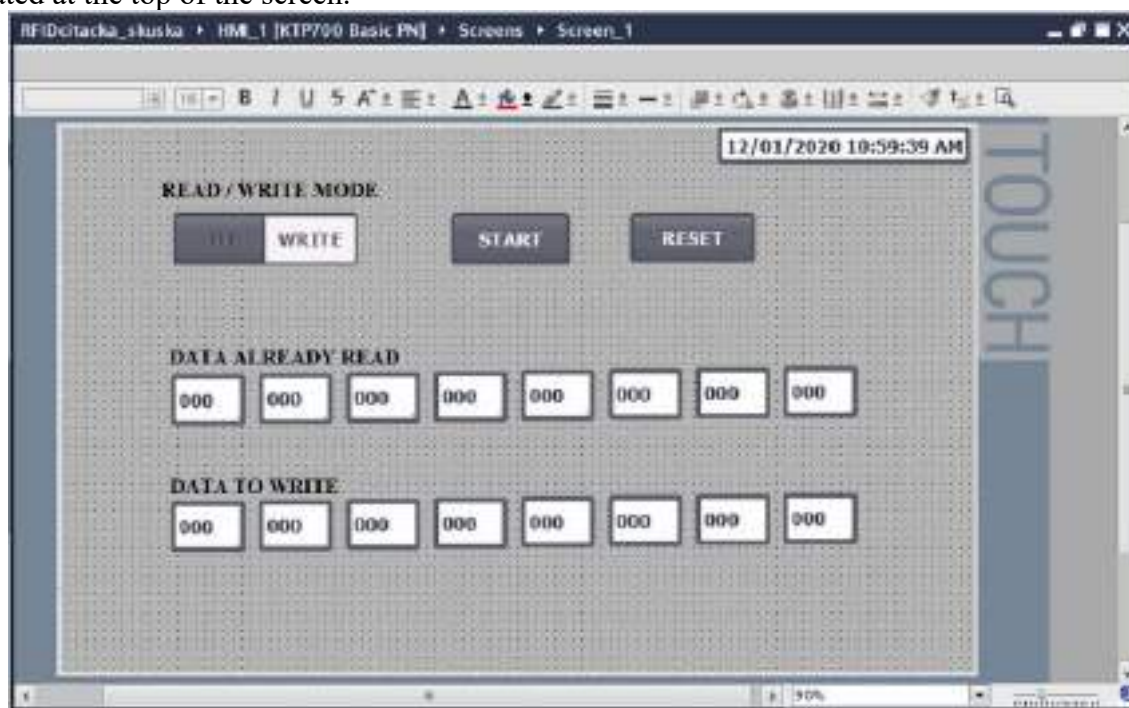 ated at the top of the screen.
RFIDcitacka_skuska ▸ HMI_1 [KTP700 Basic PN] ▸ Screens ▸ Screen_1
B I U S A
12/01/2020 10:59:39 AM
TOUCH
READ / WRITE MODE
WRITE START RESET
DATA ALREADY READ
000 000 000 000 000 000 000 000
DATA TO WRITE
000 000 000 000 000 000 000 000
90%